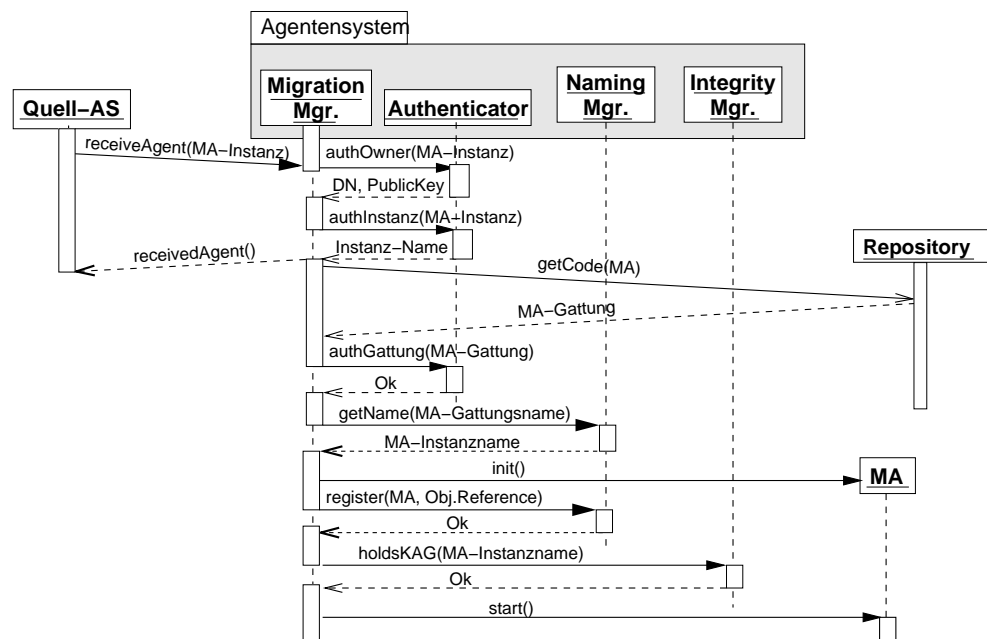 Agentensystem
Quell−AS
Migration
Mgr.
Authenticator
Naming
Mgr.
Integrity
Mgr.
receiveAgent(MA−Instanz)
authOwner(MA−Instanz)
DN, PublicKey
authInstanz(MA−Instanz)
Instanz−Name
receivedAgent()
Repository
getCode(MA)
MA−Gattung
authGattung(MA−Gattung)
Ok
getName(MA−Gattungsname)
MA−Instanzname
init()
MA
register(MA, Obj.Reference)
Ok
holdsKAG(MA−Instanzname)
Ok
start()